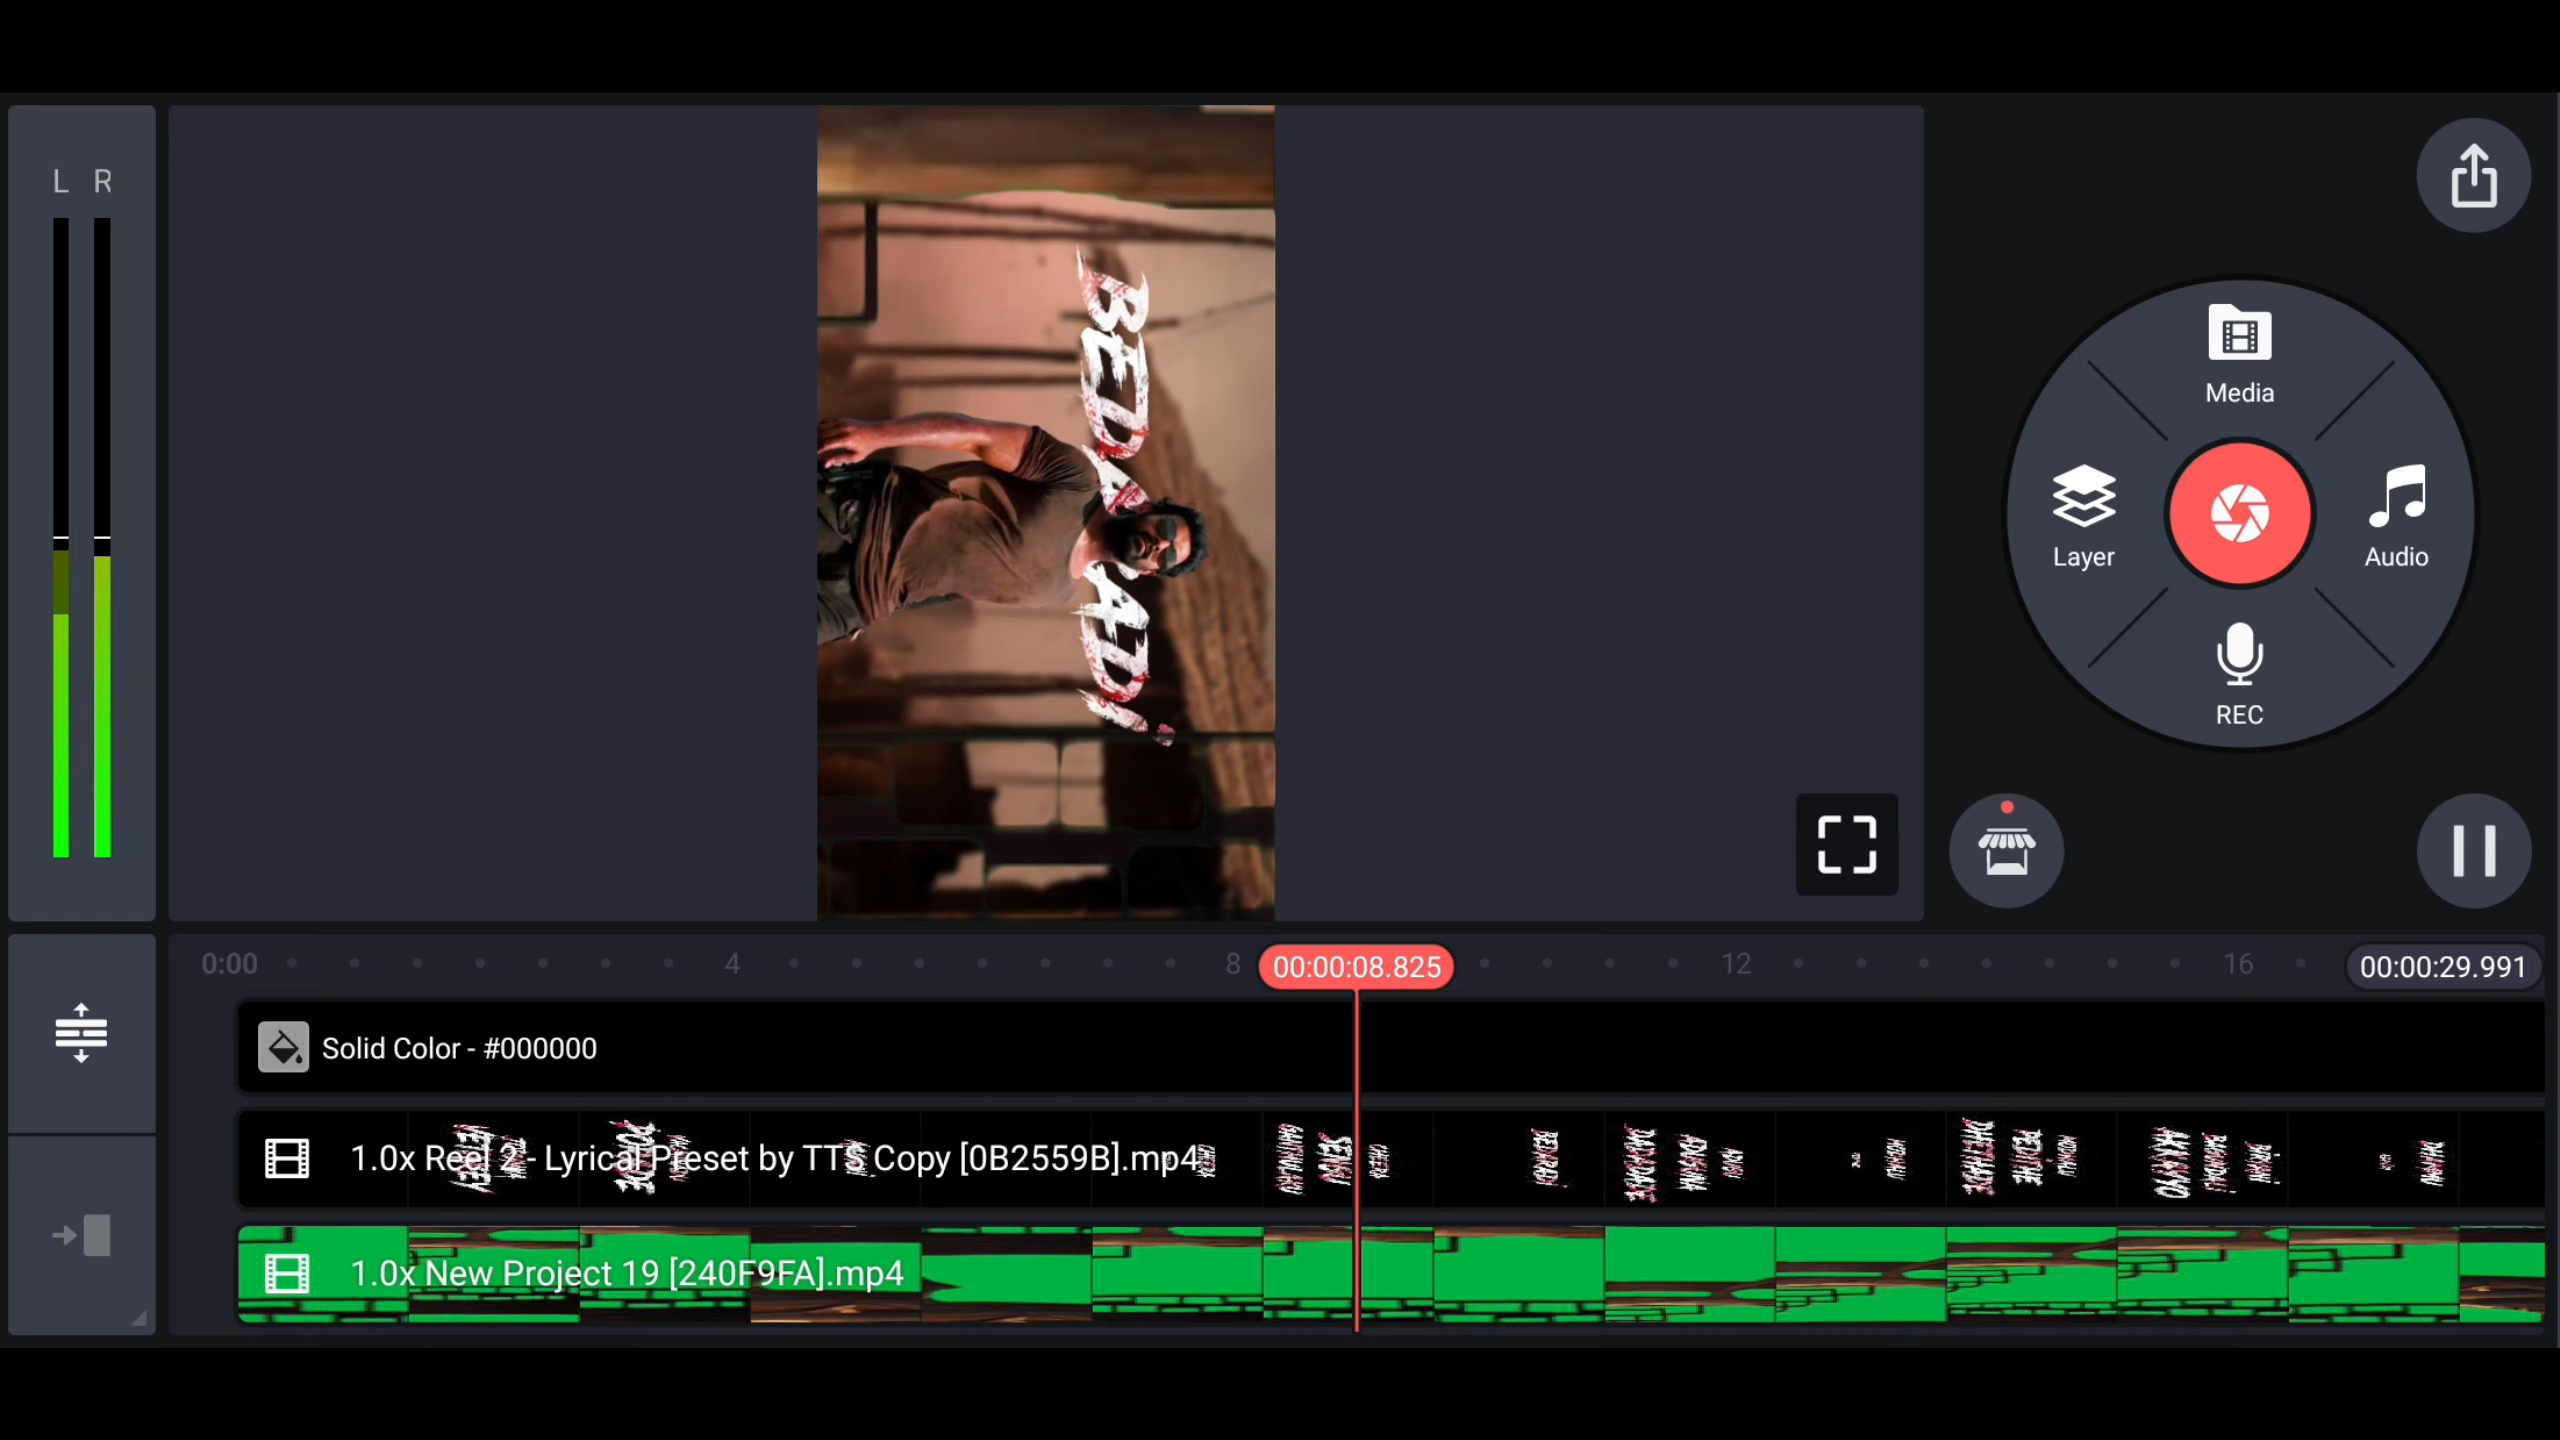 L R
BEDARADI
Media
Layer
Audio
REC
0:00 4 8 00:00:08.825 12 16 00:00:29.991
Solid Color - #000000
1.0x Reel 2 - Lyrical Preset by TTS Copy [0B2559B].mp4
1.0x New Project 19 [240F9FA].mp4